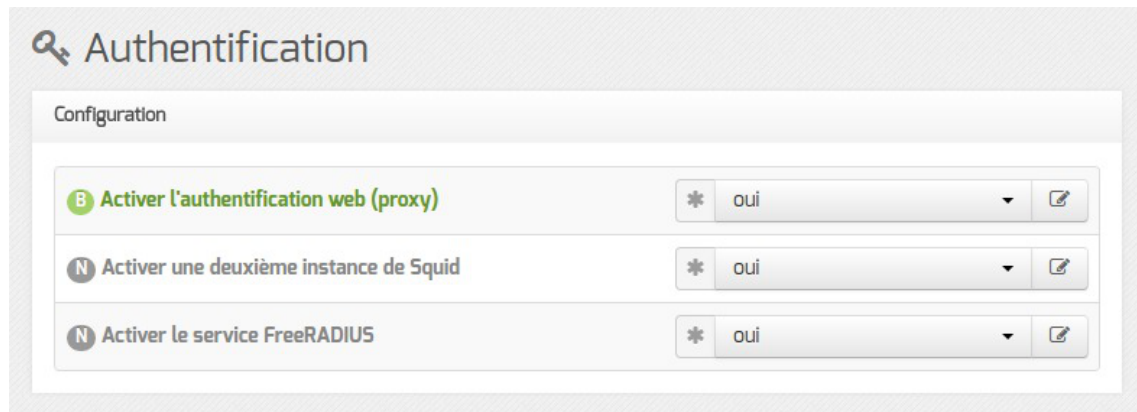 Authentification
Configuration
B Activer l'authentification web (proxy)
* oui
N Activer une deuxième instance de Squid
* oui
N Activer le service FreeRADIUS
* oui